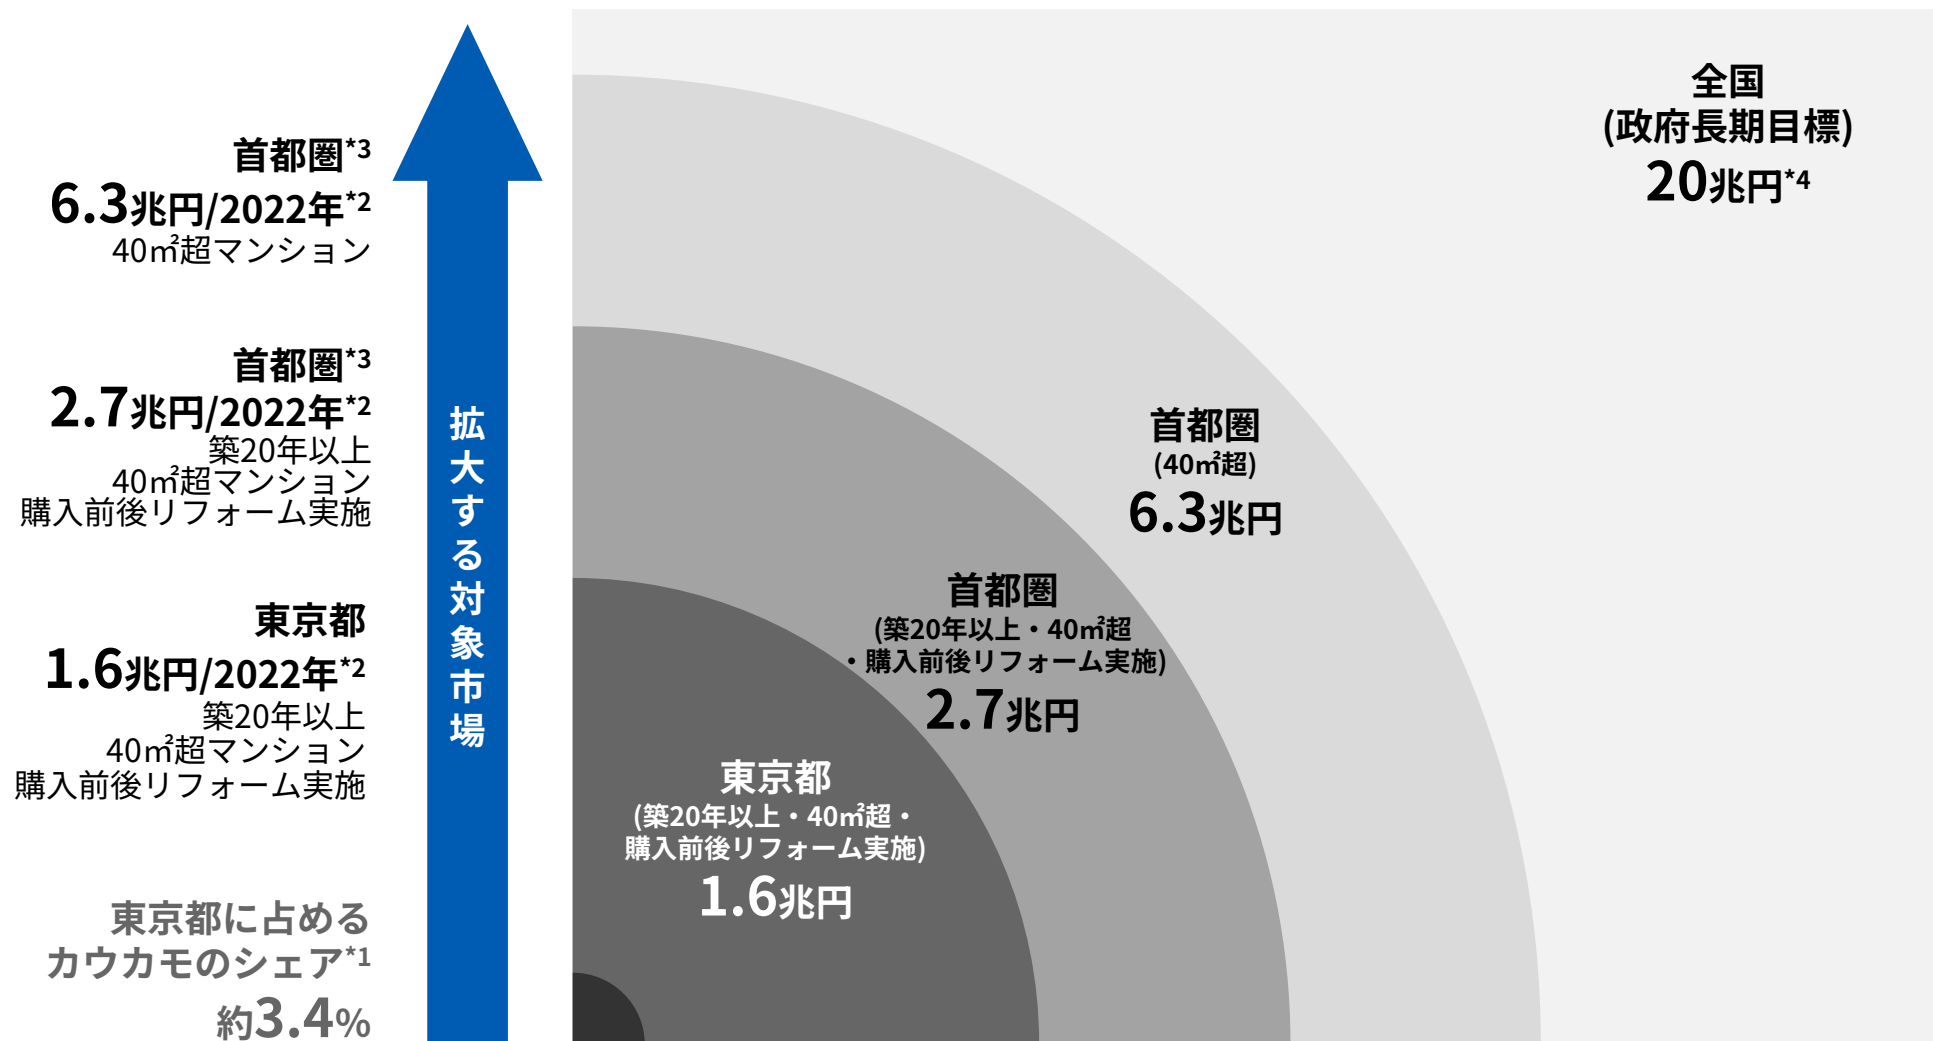 首都圏*3
6.3兆円/2022年*2
40㎡超マンション
首都圏*3
2.7兆円/2022年*2
築20年以上
40㎡超マンション
購入前後リフォーム実施
東京都
1.6兆円/2022年*2
築20年以上
40㎡超マンション
購入前後リフォーム実施
東京都に占める
カウカモのシェア*1
約3.4%
拡大する対象市場
全国
(政府長期目標)
20兆円*4
首都圏
(40㎡超)
6.3兆円
首都圏
(築20年以上・40㎡超
・購入前後リフォーム実施)
2.7兆円
東京都
(築20年以上・40㎡超・
購入前後リフォーム実施)
1.6兆円